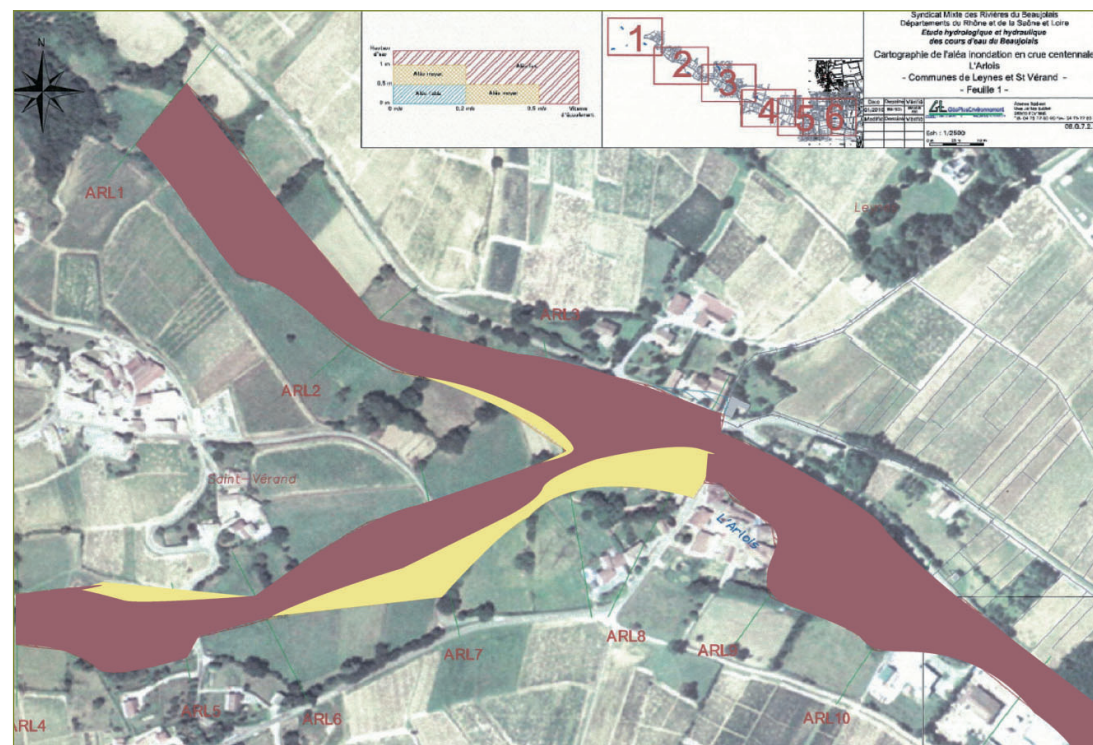 N
Hauteur
d'eau
1 m
0.5 m
0 m
Aléa fort
Aléa moyen
Aléa faible
Aléa moyen
0 m/s
0.2 m/s
0.5 m/s
Vitesse
d'écoulement
1
2
3
4
5
6
Syndicat Mixte des Rivières du Beaujolais
Départements du Rhône et de la Saône et Loire
Etude hydrologique et hydraulique
des cours d'eau du Beaujolais
Cartographie de l'aléa inondation en crue centennale
L'Arlois
- Communes de Leynes et St Vérand -
- Feuille 1 -
Ech : 1/2500
ARL1
Leynes
ARL3
ARL2
Saint-Vérand
L'Arlois
ARL8
ARL7
ARL9
ARL5
ARL6
ARL10
ARL4